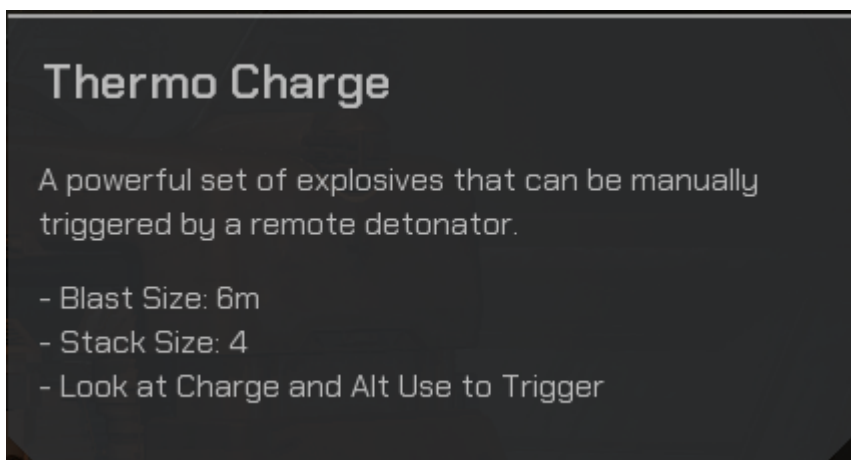 Thermo Charge
A powerful set of explosives that can be manually
triggered by a remote detonator.
- Blast Size: 6m
- Stack Size: 4
- Look at Charge and Alt Use to Trigger